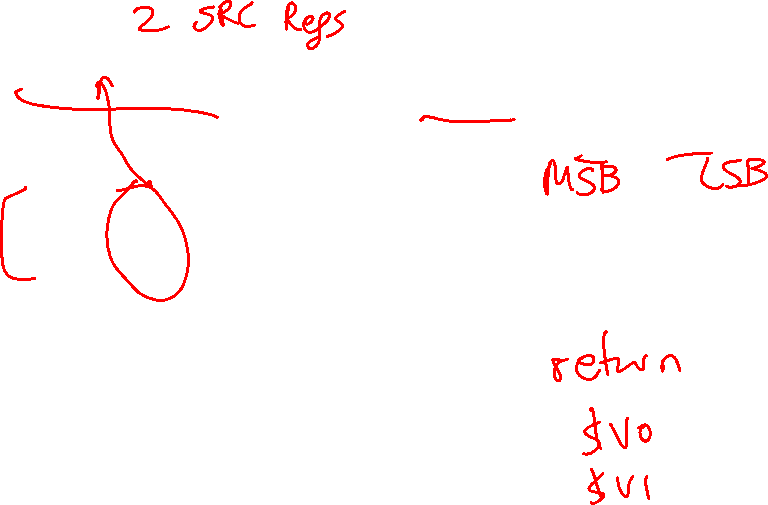 2 SRC Regs
MSB LSB
return
$v0
$v1